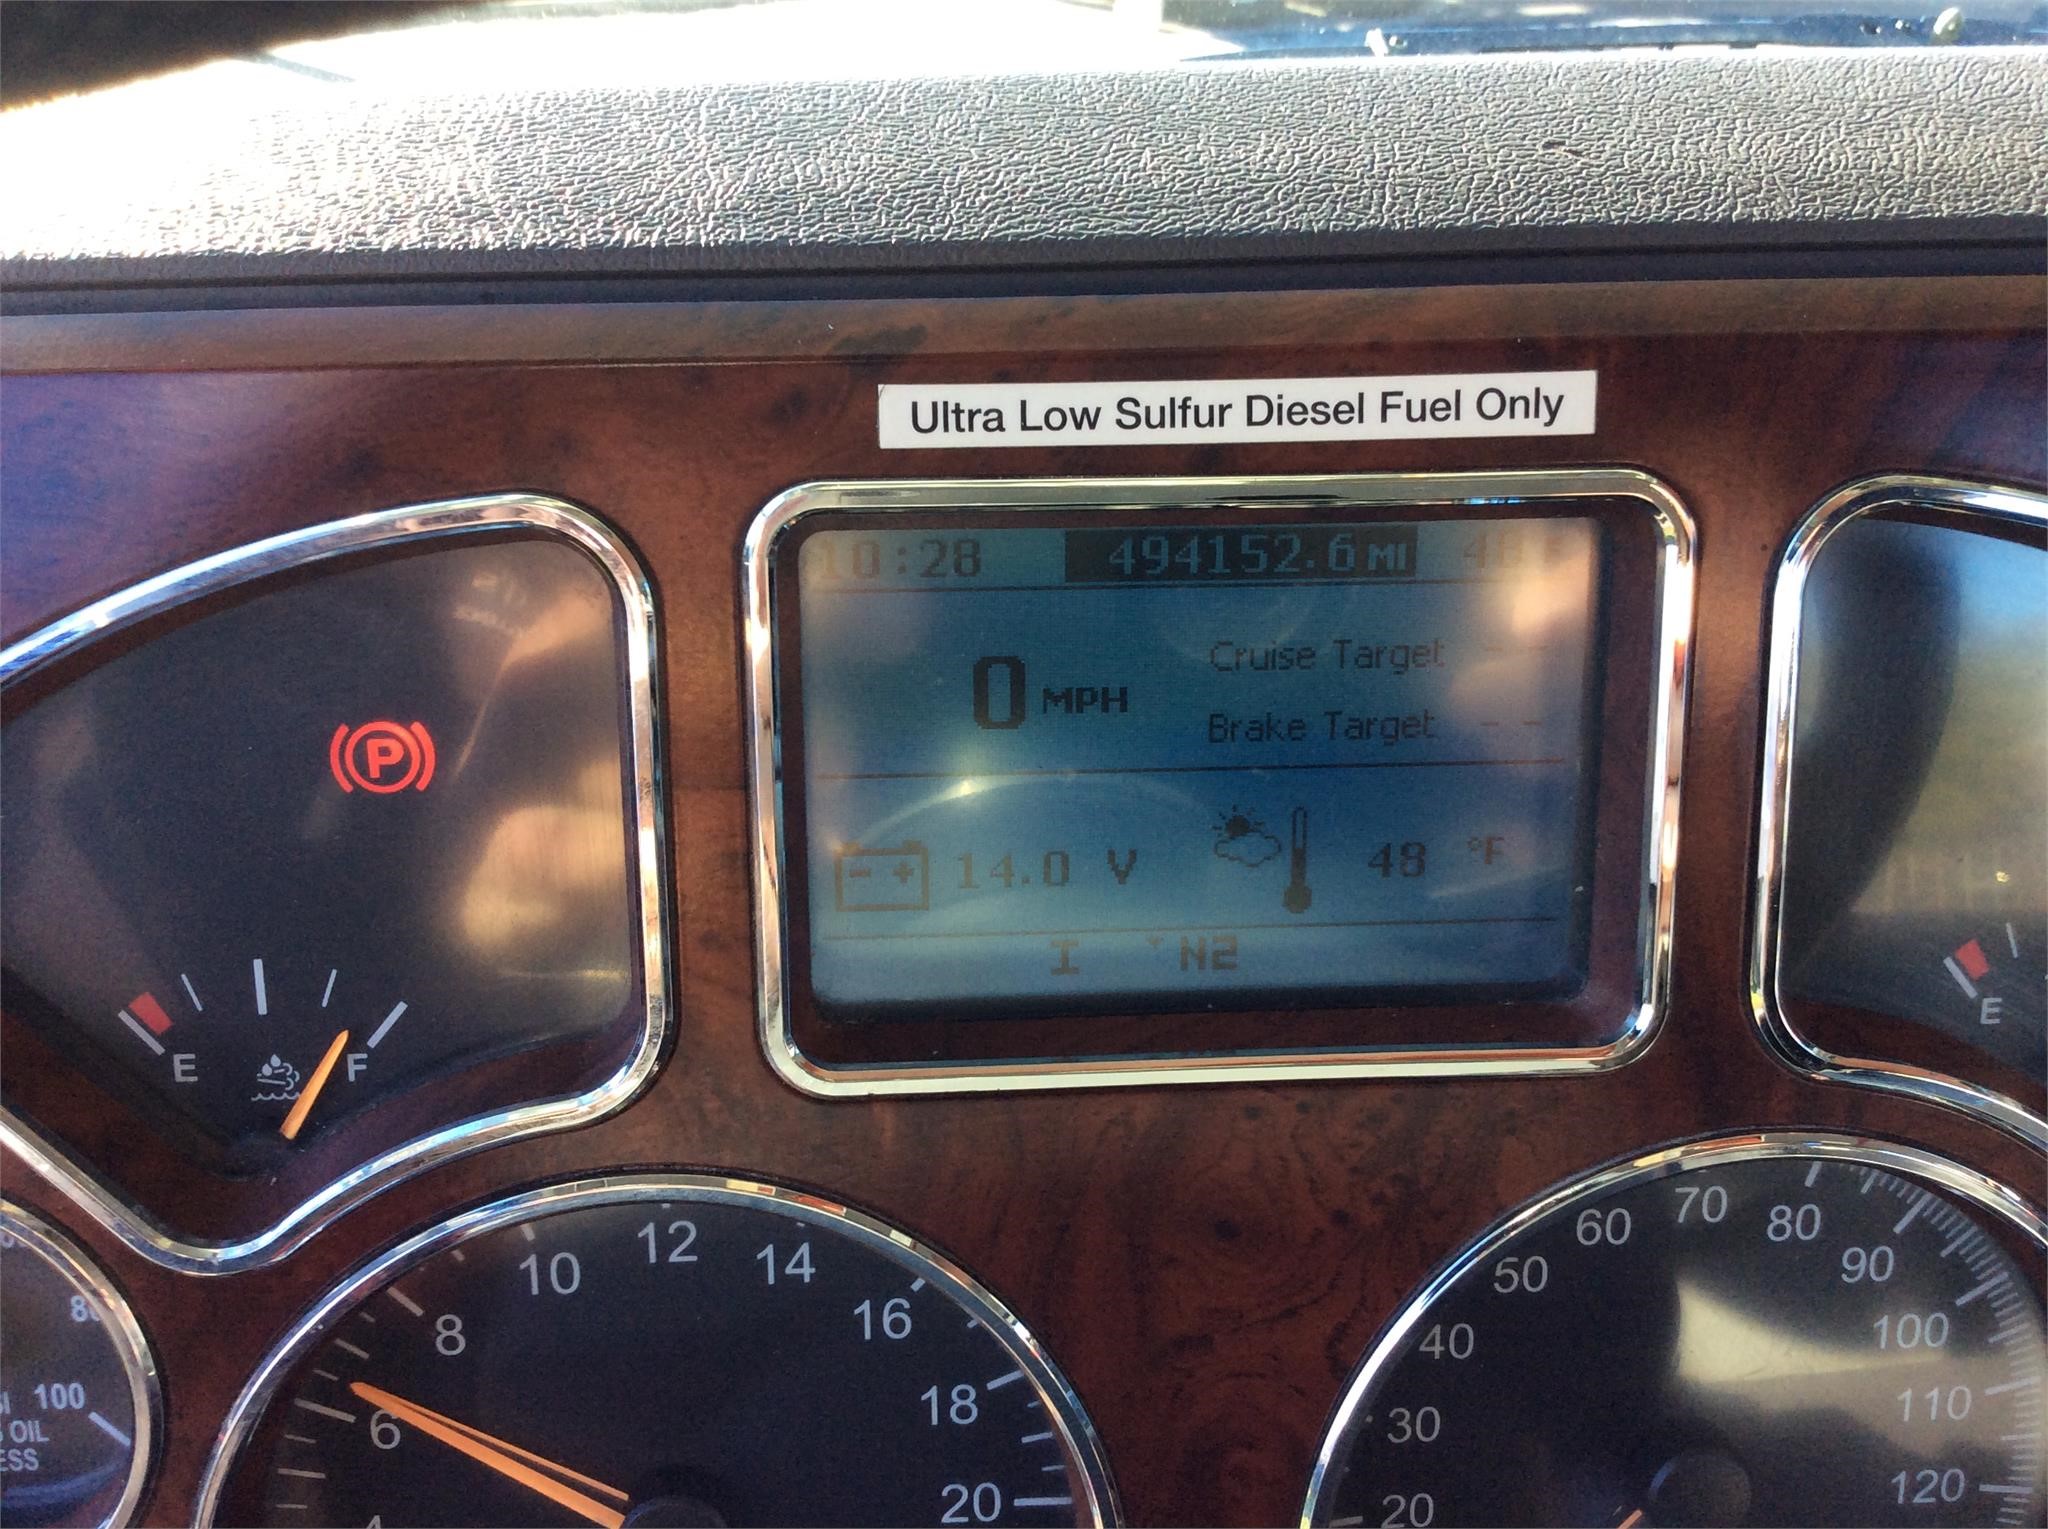 Ultra Low Sulfur Diesel Fuel Only
10:28 494152.6 MI
0 MPH
Cruise Target --
Brake Target --
14.0 V 48 °F
I N2
P
E F
E
80
100
OIL
6 8 10 12 14 16 18 20
20 30 40 50 60 70 80 90 100 110 120